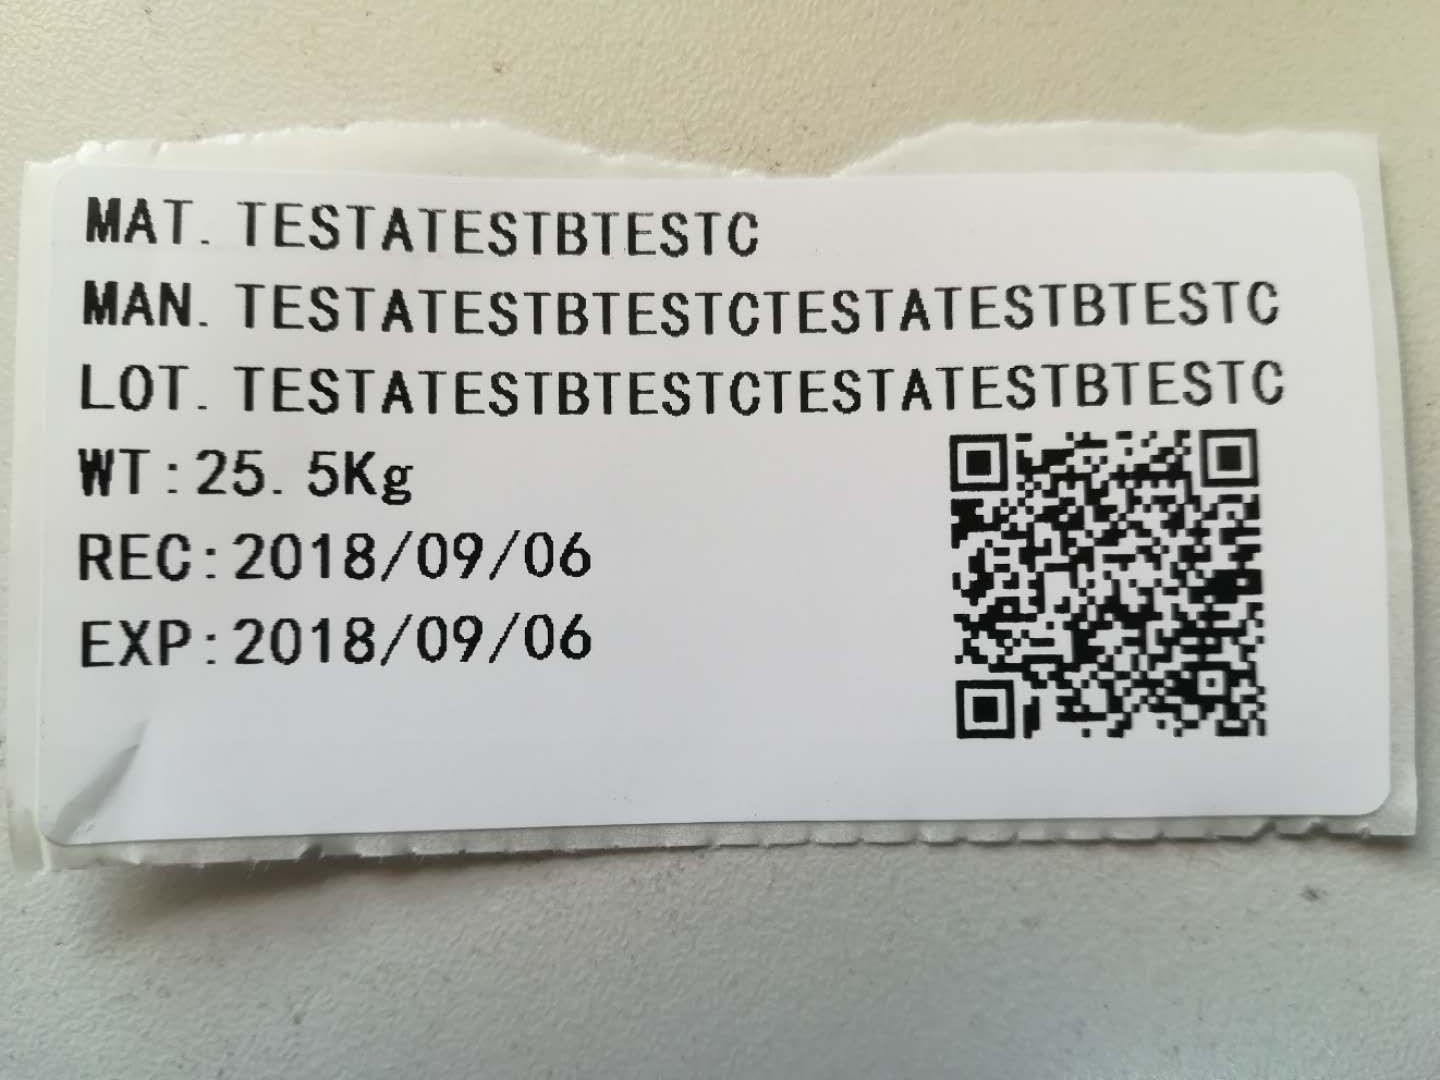 MAT. TESTATESTBTESTC
MAN. TESTATESTBTESTCTESTATESTBTESTC
LOT. TESTATESTBTESTCTESTATESTBTESTC
WT:25. 5Kg
REC:2018/09/06
EXP:2018/09/06